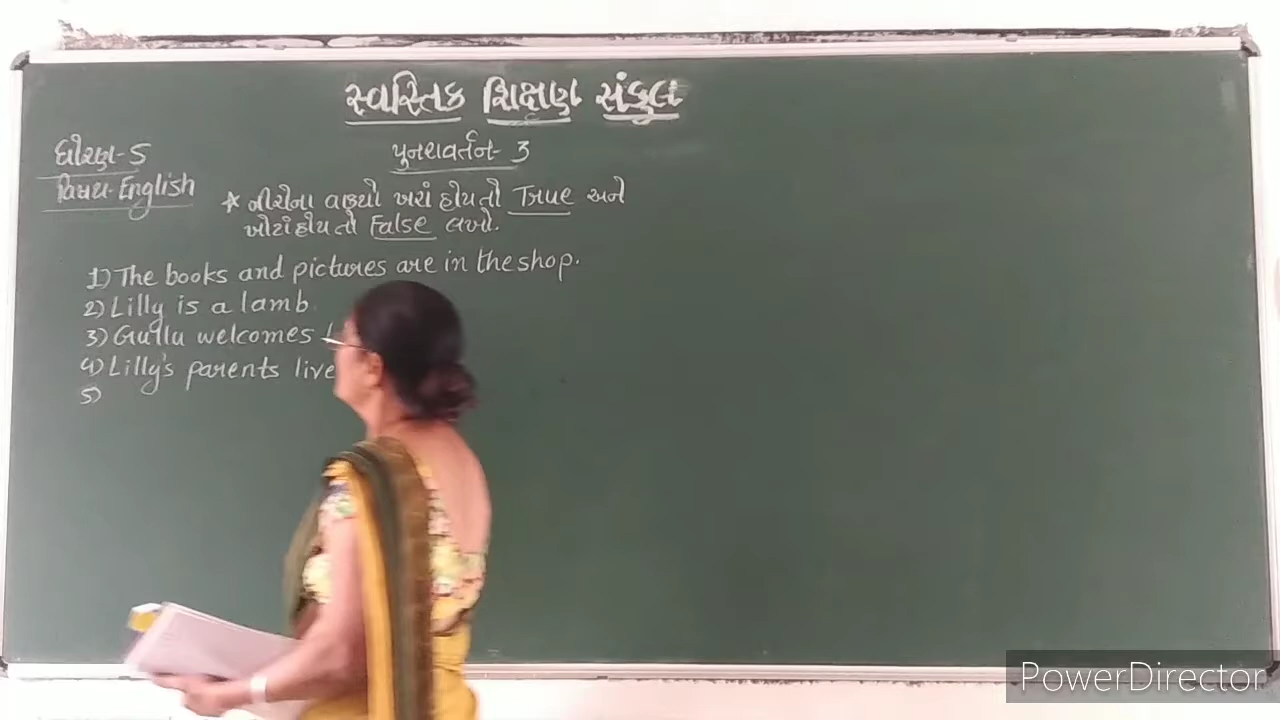 સ્વસ્તિક શિક્ષણ સંકુલ
ધોરણ-5
પુનરાવર્તન-3
વિષય-English
* નીચેના વાક્યો ખરાં હોય તો True અને
ખોટાં હોય તો False લખો.
1) The books and pictures are in the shop.
2) Lilly is a lamb
3) Gullu welcomes
4) Lilly's parents live
5)
PowerDirector